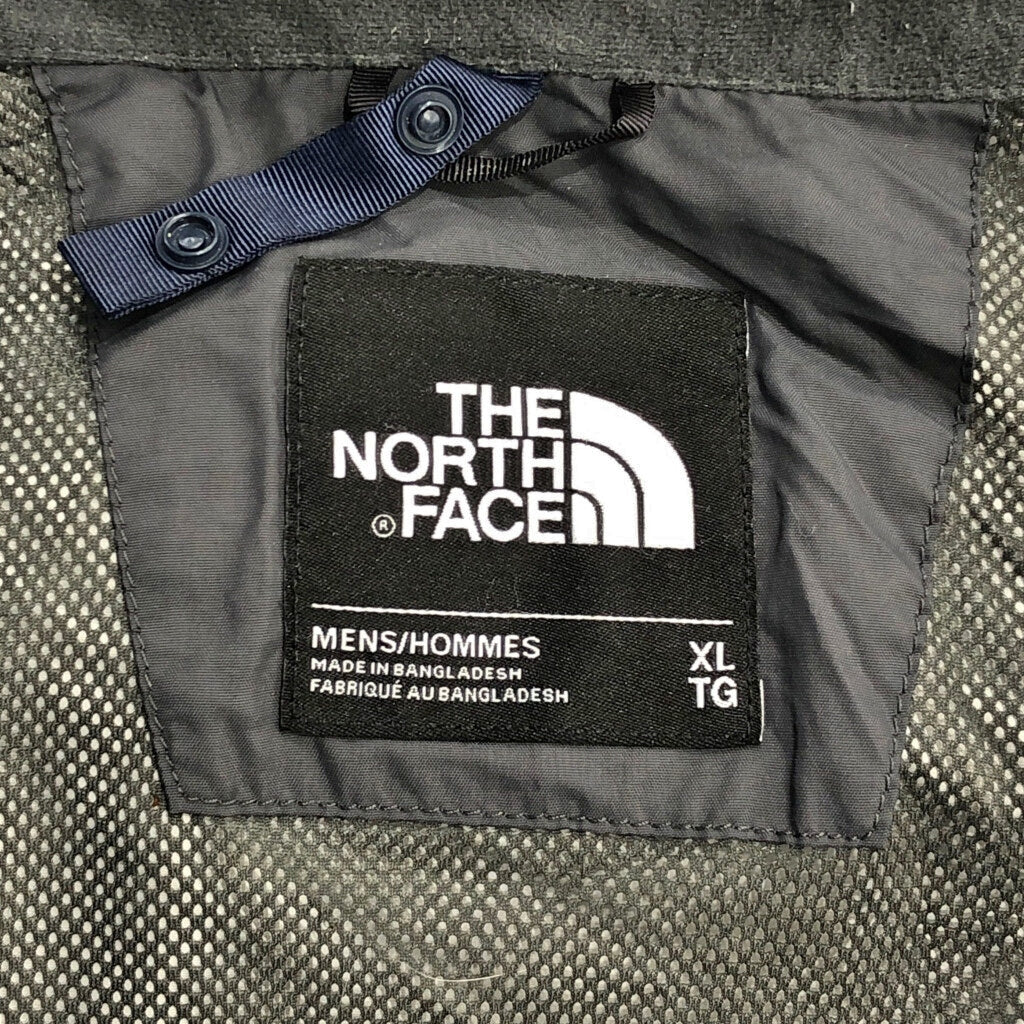 THE
NORTH
® FACE
MENS/HOMMES
MADE IN BANGLADESH
FABRIQUÉ AU BANGLADESH
XL
TG